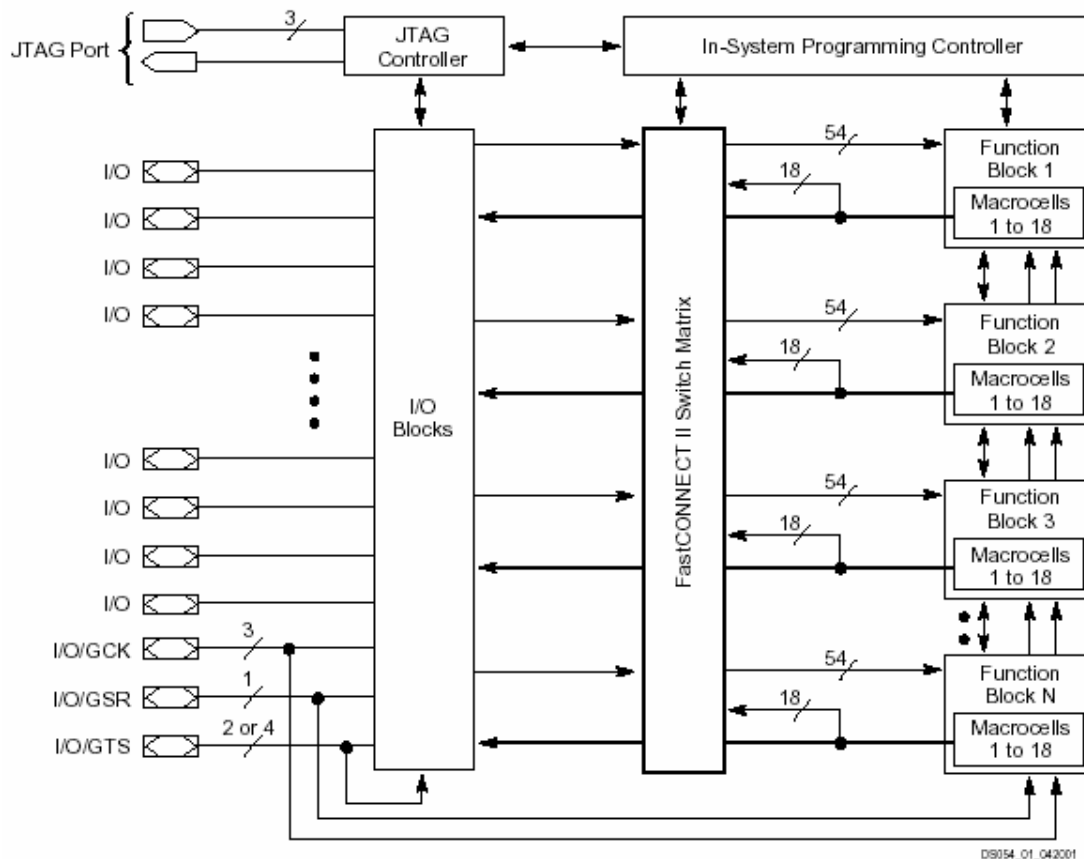 JTAG Port
3
JTAG
Controller
In-System Programming Controller
I/O
I/O
I/O
I/O
I/O
I/O
I/O
I/O
I/O/GCK
3
I/O/GSR
1
I/O/GTS
2 or 4
I/O
Blocks
FastCONNECT II Switch Matrix
54
18
Function
Block 1
Macrocells
1 to 18
54
18
Function
Block 2
Macrocells
1 to 18
54
18
Function
Block 3
Macrocells
1 to 18
54
18
Function
Block N
Macrocells
1 to 18
DS054_01_042001